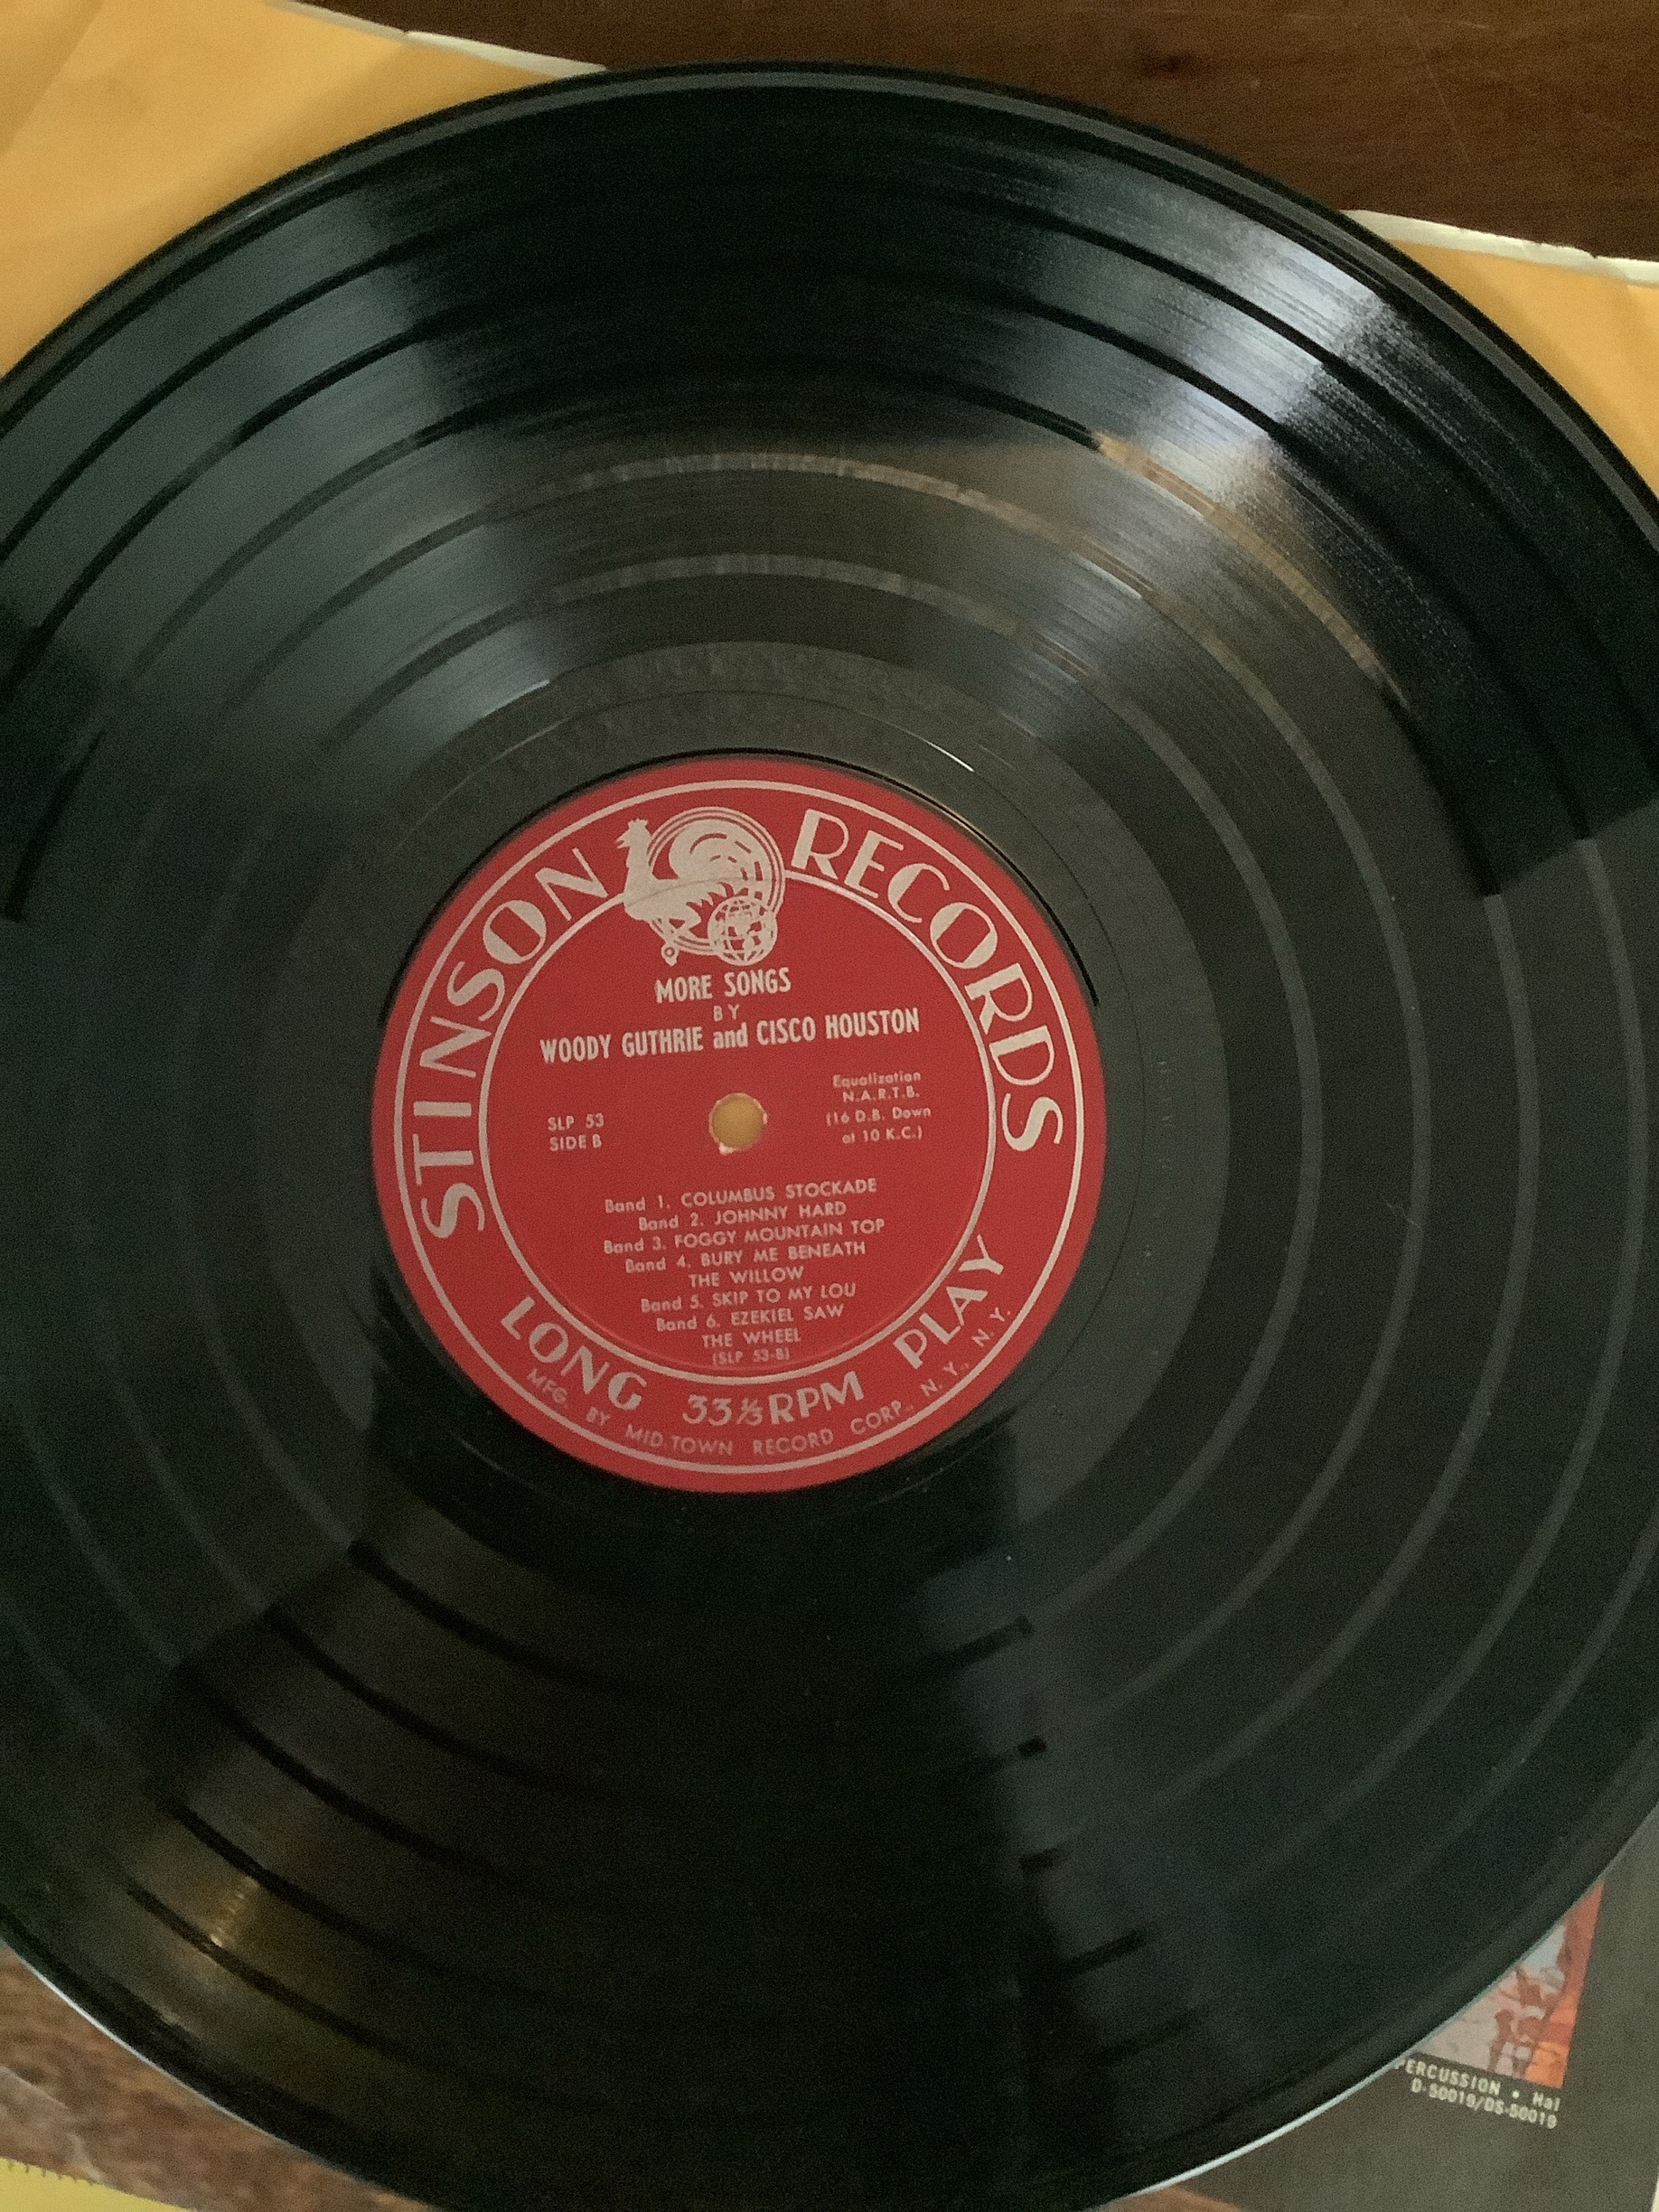 STINSON RECORDS
MORE SONGS
BY
WOODY GUTHRIE and CISCO HOUSTON
SLP 53
SIDE B
Equalization
N.A.R.T.B.
(16 D.B. Down
at 10 K.C.)
Band 1. COLUMBUS STOCKADE
Band 2. JOHNNY HARD
Band 3. FOGGY MOUNTAIN TOP
Band 4. BURY ME BENEATH
THE WILLOW
Band 5. SKIP TO MY LOU
Band 6. EZEKIEL SAW
THE WHEEL
(SLP 53-B)
LONG 33⅓ RPM PLAY
MFG. BY MID-TOWN RECORD CORP., N. Y., N. Y.
PERCUSSION • Hal
D-50019/DS-50019